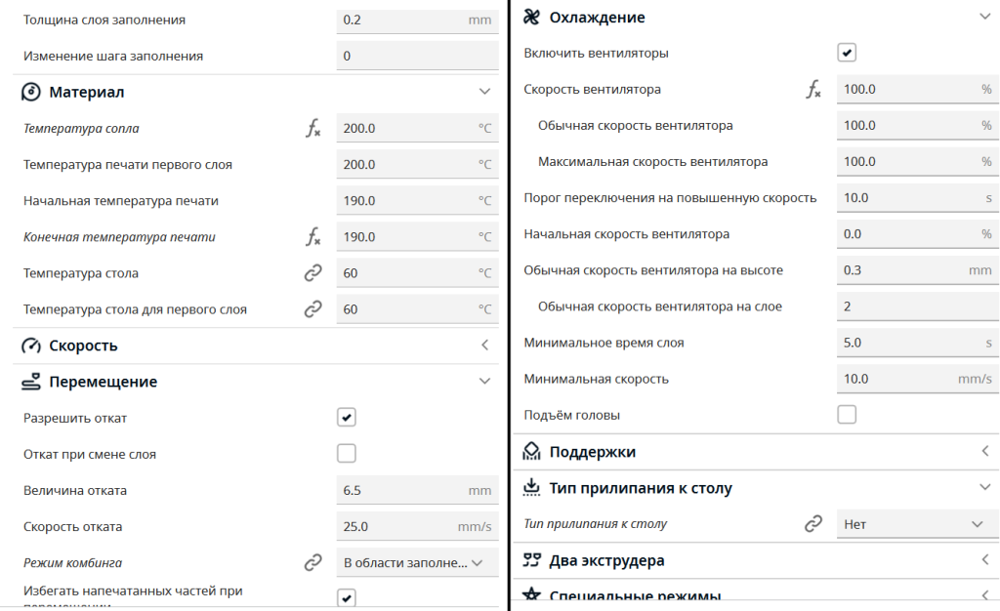 Толщина слоя заполнения 0.2 mm
Изменение шага заполнения 0
Материал
Температура сопла 200.0 °C
Температура печати первого слоя 200.0 °C
Начальная температура печати 190.0 °C
Конечная температура печати 190.0 °C
Температура стола 60 °C
Температура стола для первого слоя 60 °C
Скорость
Перемещение
Разрешить откат
Откат при смене слоя
Величина отката 6.5 mm
Скорость отката 25.0 mm/s
Режим комбинга В области заполне...
Избегать напечатанных частей при
перемещении
Охлаждение
Включить вентиляторы
Скорость вентилятора 100.0 %
Обычная скорость вентилятора 100.0 %
Максимальная скорость вентилятора 100.0 %
Порог переключения на повышенную скорость 10.0 s
Начальная скорость вентилятора 0.0 %
Обычная скорость вентилятора на высоте 0.3 mm
Обычная скорость вентилятора на слое 2
Минимальное время слоя 5.0 s
Минимальная скорость 10.0 mm/s
Подъём головы
Поддержки
Тип прилипания к столу
Тип прилипания к столу Нет
Два экструдера
Специальные режимы